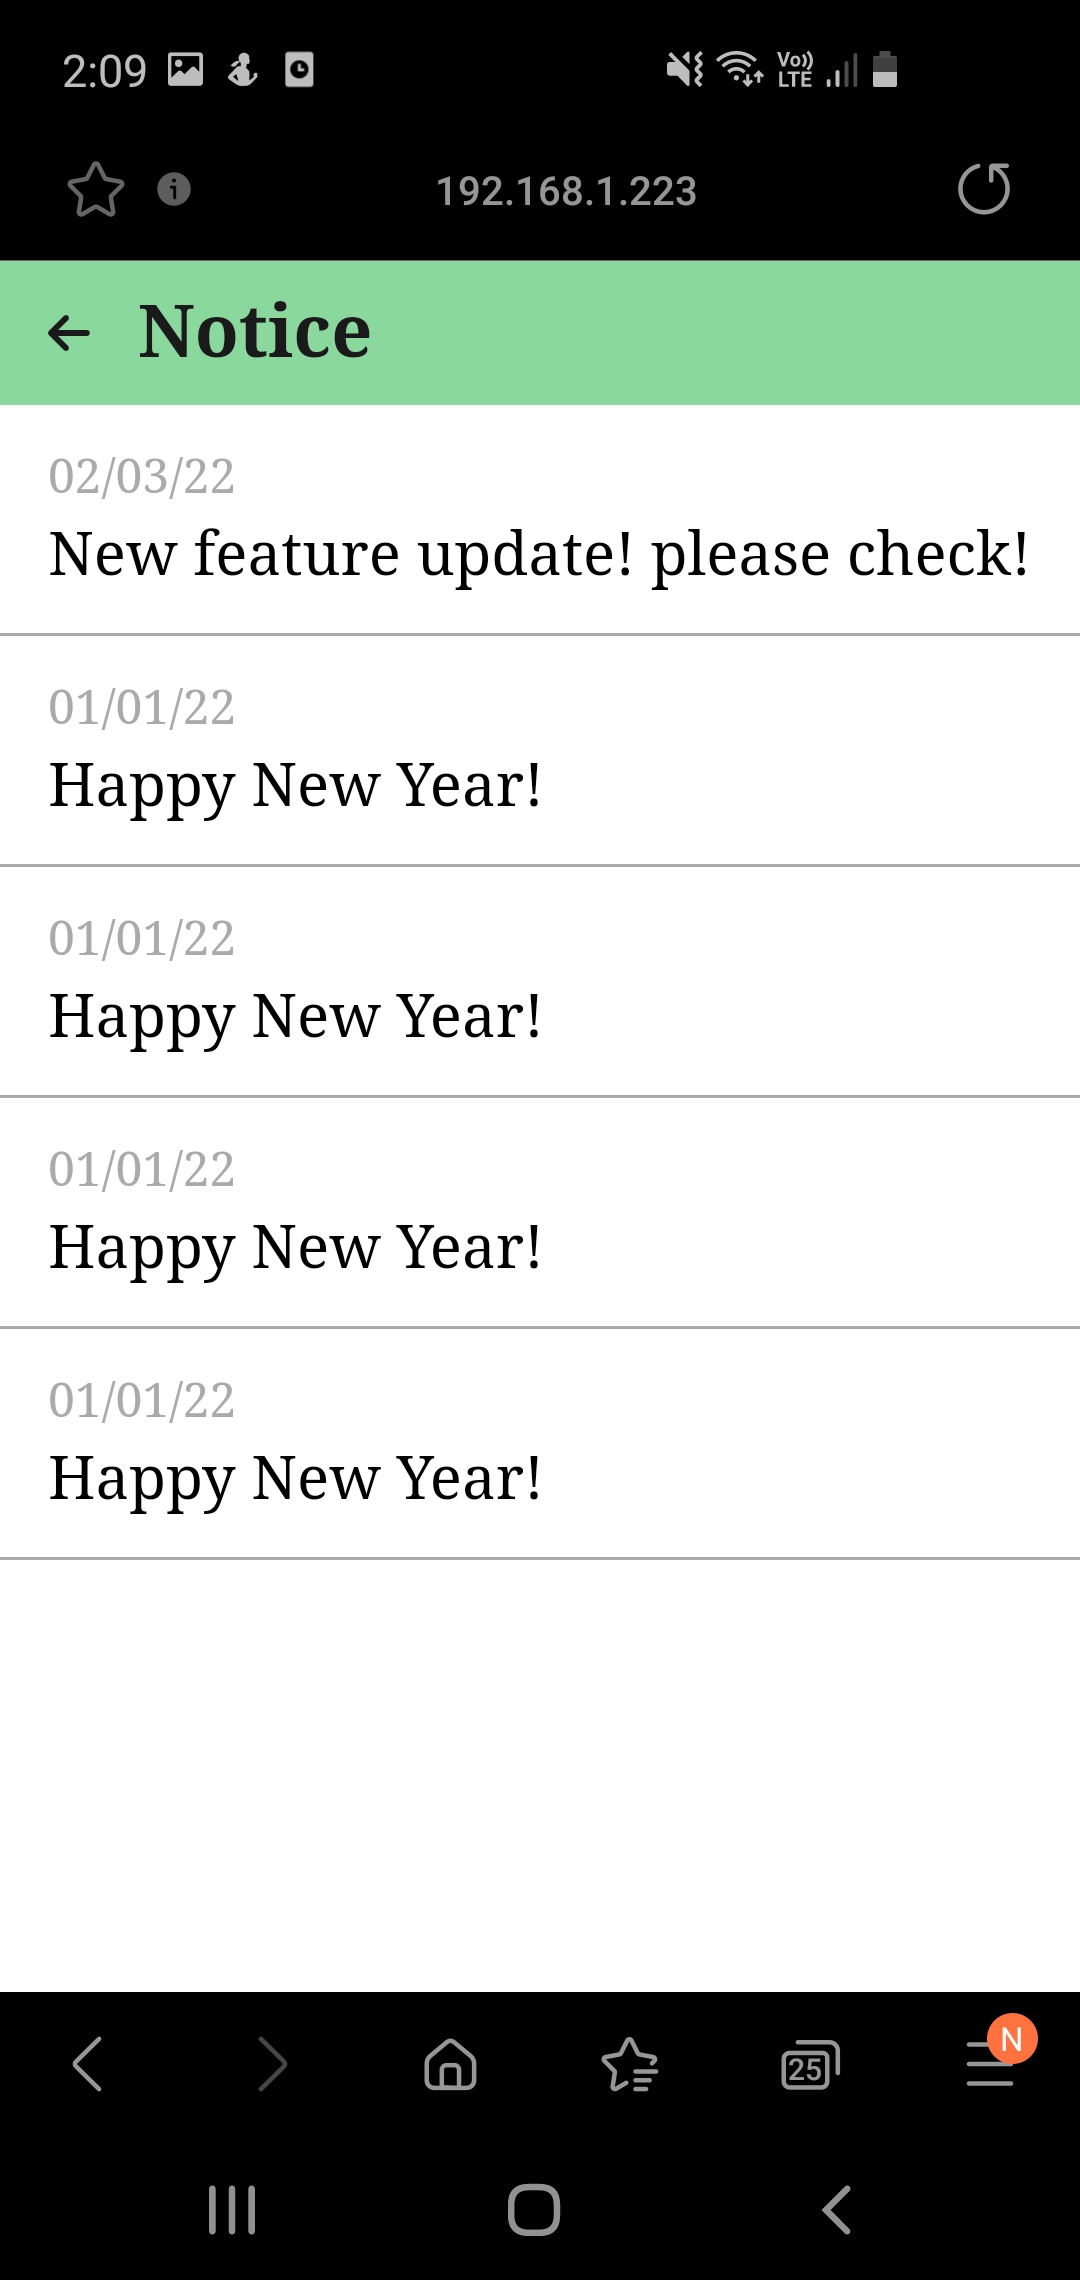 2:09
Vo)) LTE
192.168.1.223
Notice
02/03/22
New feature update! please check!
01/01/22
Happy New Year!
01/01/22
Happy New Year!
01/01/22
Happy New Year!
01/01/22
Happy New Year!
25
N